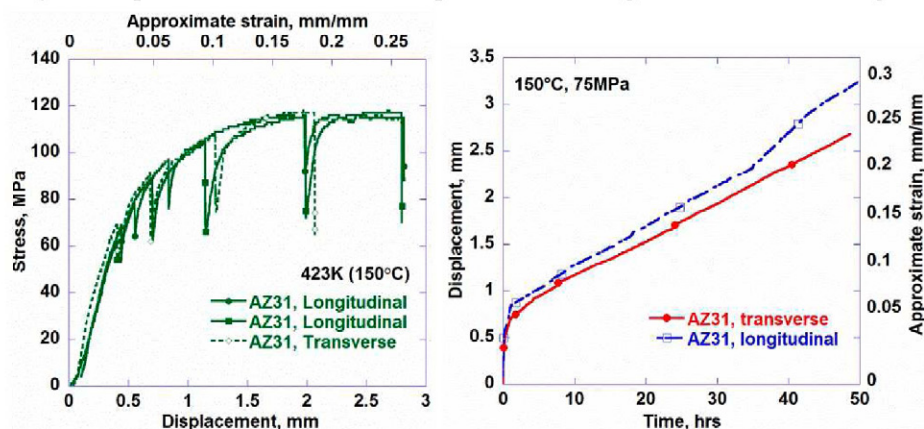 Approximate strain, mm/mm
0 0.05 0.1 0.15 0.2 0.25
140
120
100
80
60
40
20
0
Stress, MPa
423K (150°C)
AZ31, Longitudinal
AZ31, Longitudinal
AZ31, Transverse
0 0.5 1 1.5 2 2.5 3
Displacement, mm
3.5
3
2.5
2
1.5
1
0.5
0
Displacement, mm
150°C, 75MPa
AZ31, transverse
AZ31, longitudinal
0.3
0.25
0.2
0.15
0.1
0.05
0
Approximate strain, mm/mm
0 10 20 30 40 50
Time, hrs